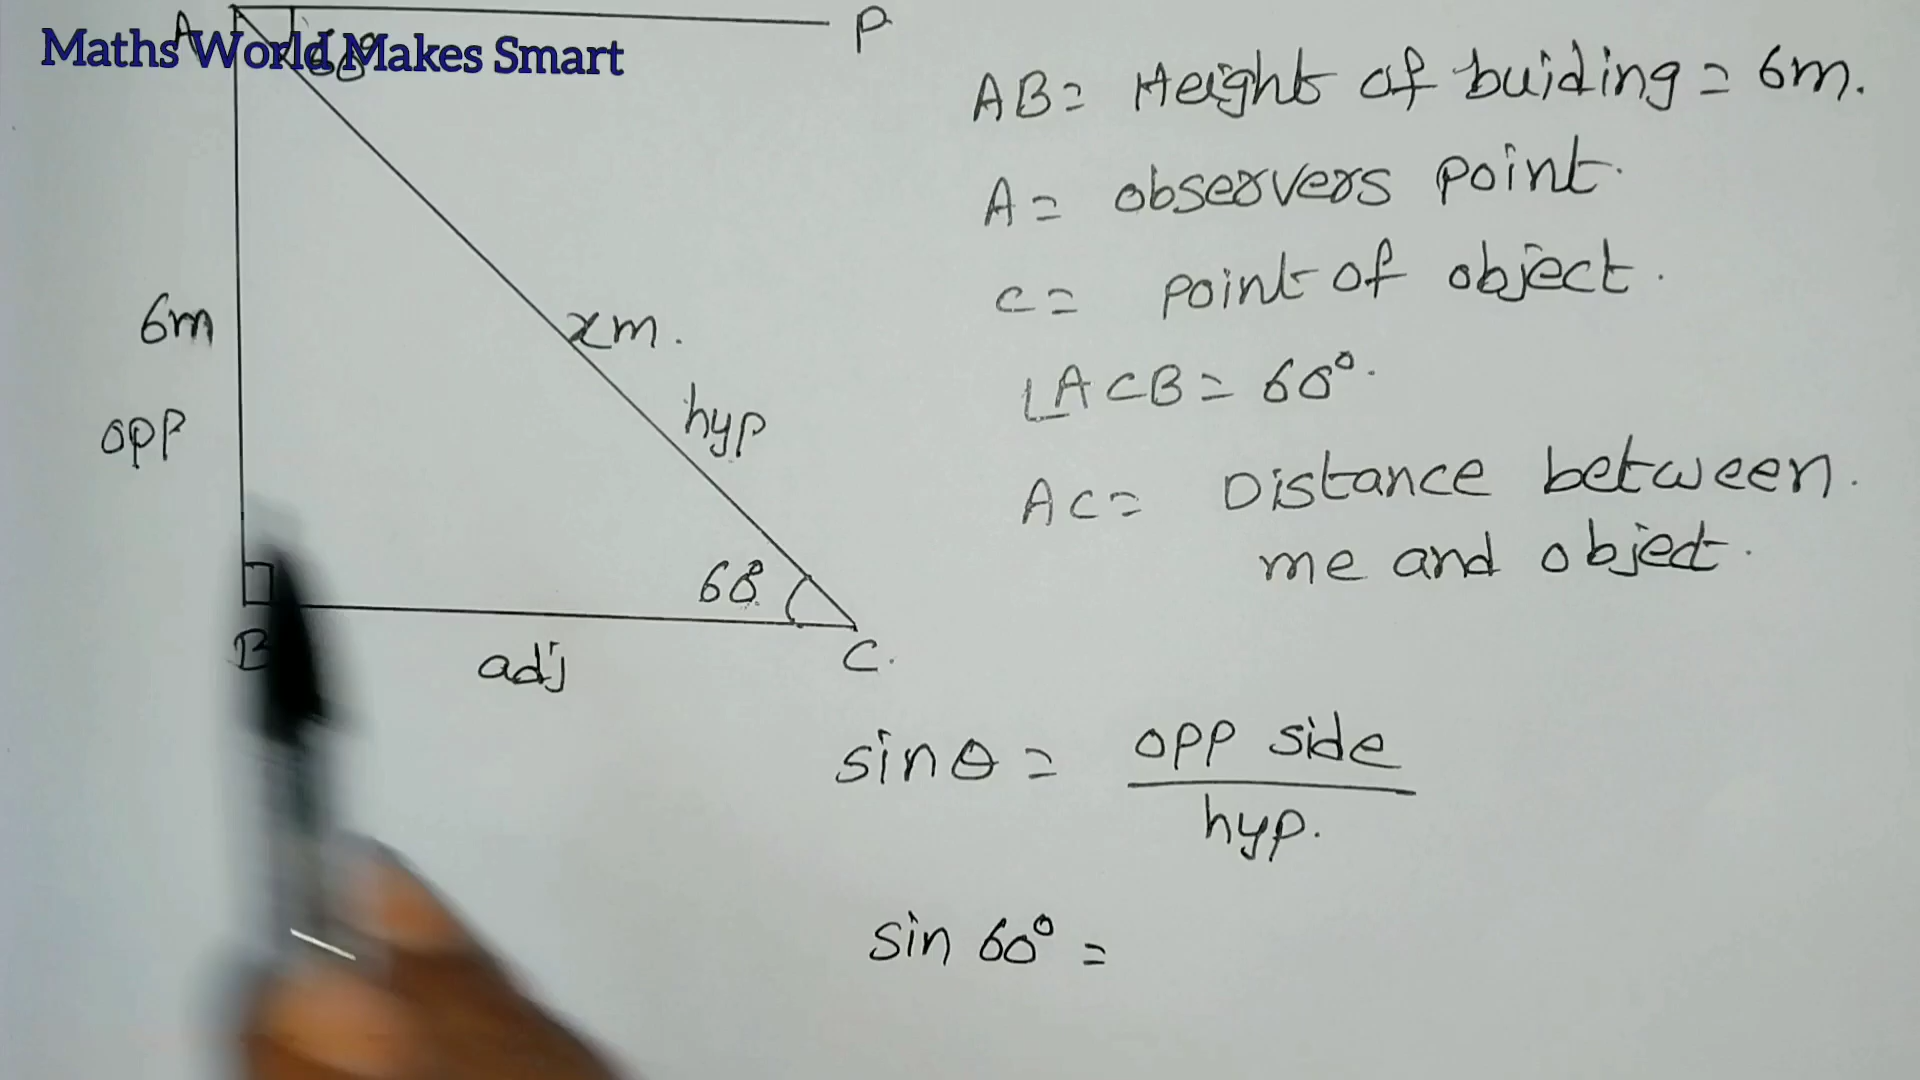 A
P
Maths World Makes Smart
60
6m
opp
xm.
hyp
60°
B
adj
C.
AB = Height of buiding = 6m.
A = observers point.
C = point of object.
∟ACB = 60°.
AC = Distance between
me and object.
sinθ = opp side
hyp.
sin 60° =